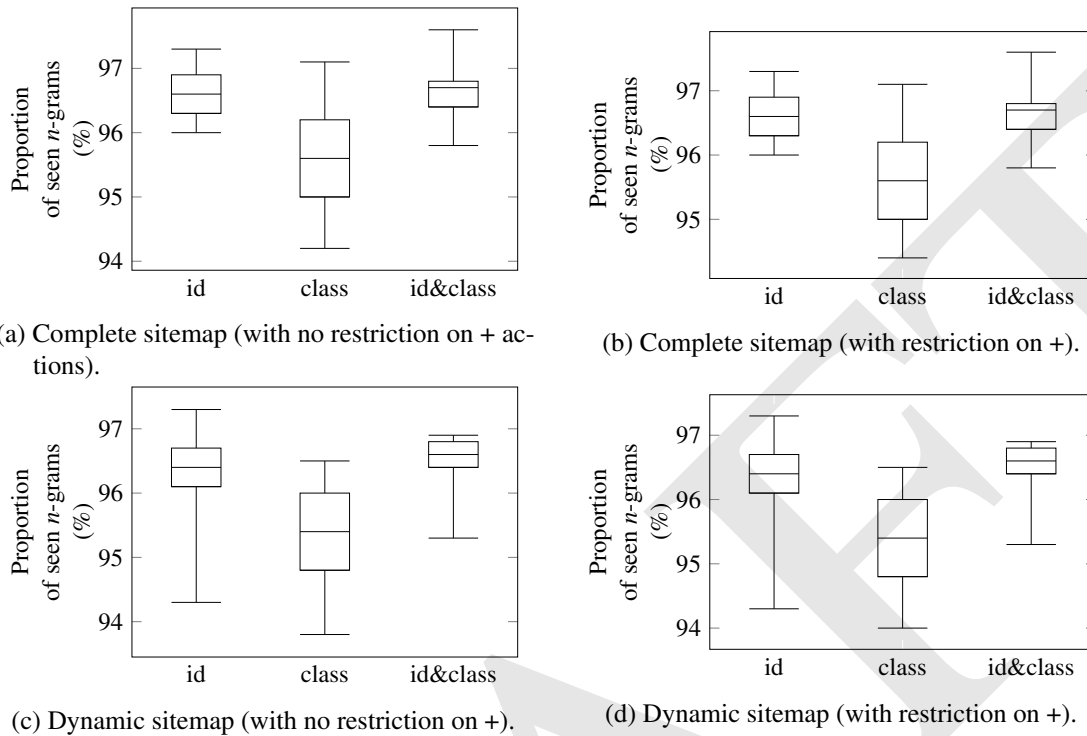 Proportion
of seen n-grams
(%)
97
96
95
94
id class id&class
(a) Complete sitemap (with no restriction on + ac-
tions).
Proportion
of seen n-grams
(%)
97
96
95
id class id&class
(b) Complete sitemap (with restriction on +).
Proportion
of seen n-grams
(%)
97
96
95
94
id class id&class
(c) Dynamic sitemap (with no restriction on +).
Proportion
of seen n-grams
(%)
97
96
95
94
id class id&class
(d) Dynamic sitemap (with restriction on +).